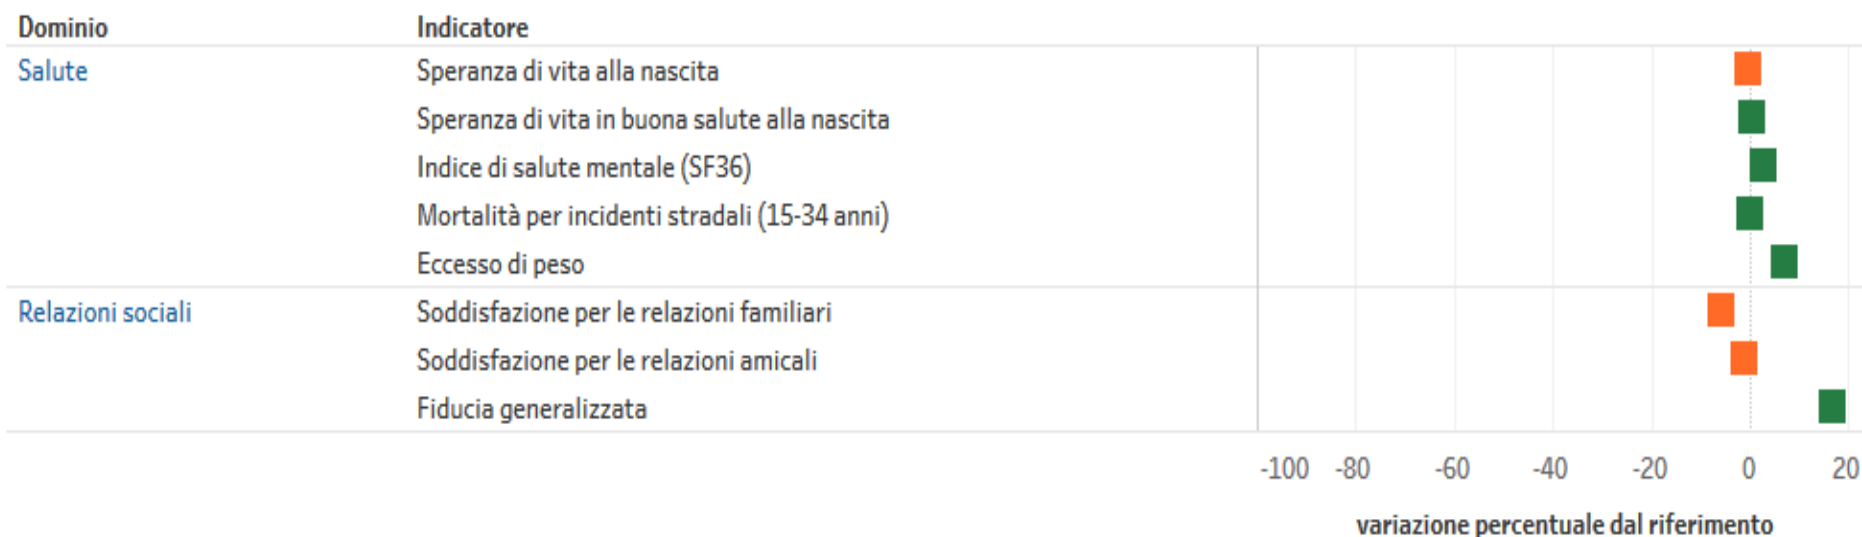 Dominio Indicatore
Salute Speranza di vita alla nascita
Speranza di vita in buona salute alla nascita
Indice di salute mentale (SF36)
Mortalità per incidenti stradali (15-34 anni)
Eccesso di peso
Relazioni sociali Soddisfazione per le relazioni familiari
Soddisfazione per le relazioni amicali
Fiducia generalizzata
-100 -80 -60 -40 -20 0 20
variazione percentuale dal riferimento